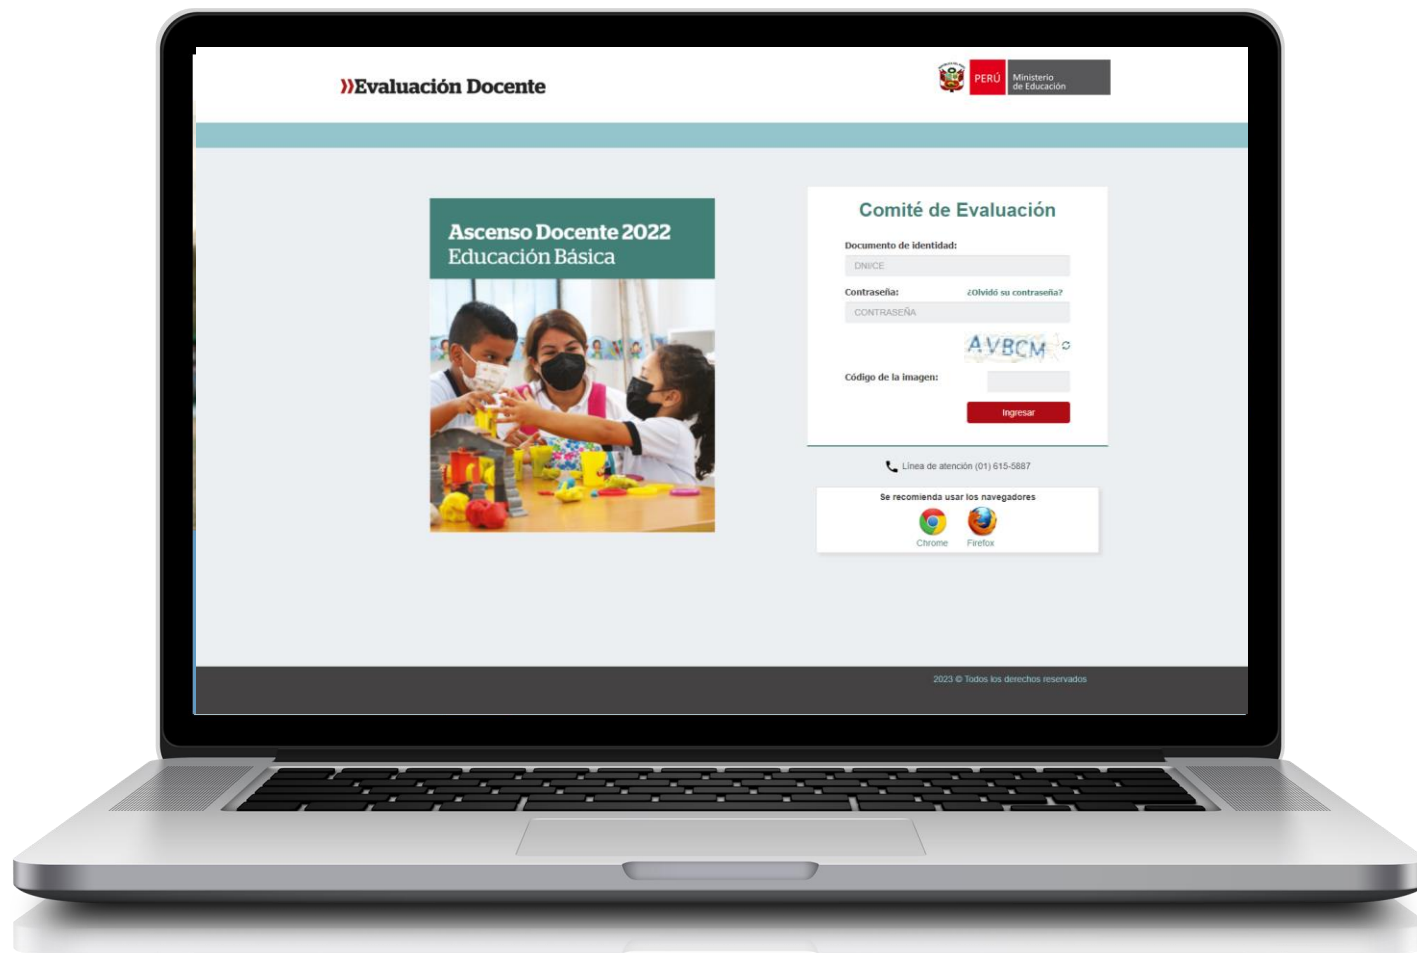 »Evaluación Docente
PERÚ
Ministerio
de Educación
Ascenso Docente 2022
Educación Básica
Comité de Evaluación
Documento de identidad:
DNI/CE
Contraseña:
¿Olvidó su contraseña?
CONTRASEÑA
AVBCM
Código de la imagen:
Ingresar
Línea de atención (01) 615-5887
Se recomienda usar los navegadores
Chrome
Firefox
2023 © Todos los derechos reservados